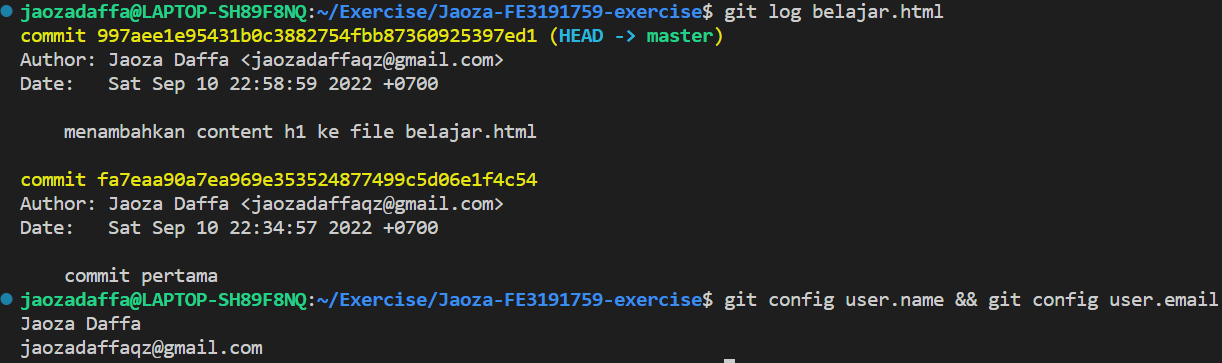 jaozadaffa@LAPTOP-SH89F8NQ:~/Exercise/Jaoza-FE3191759-exercise$ git log belajar.html
commit 997aee1e95431b0c3882754fbb87360925397ed1 (HEAD -> master)
Author: Jaoza Daffa <jaozadaffaqz@gmail.com>
Date:   Sat Sep 10 22:58:59 2022 +0700
    menambahkan content h1 ke file belajar.html
commit fa7eaa90a7ea969e353524877499c5d06e1f4c54
Author: Jaoza Daffa <jaozadaffaqz@gmail.com>
Date:   Sat Sep 10 22:34:57 2022 +0700
    commit pertama
jaozadaffa@LAPTOP-SH89F8NQ:~/Exercise/Jaoza-FE3191759-exercise$ git config user.name && git config user.email
Jaoza Daffa
jaozadaffaqz@gmail.com